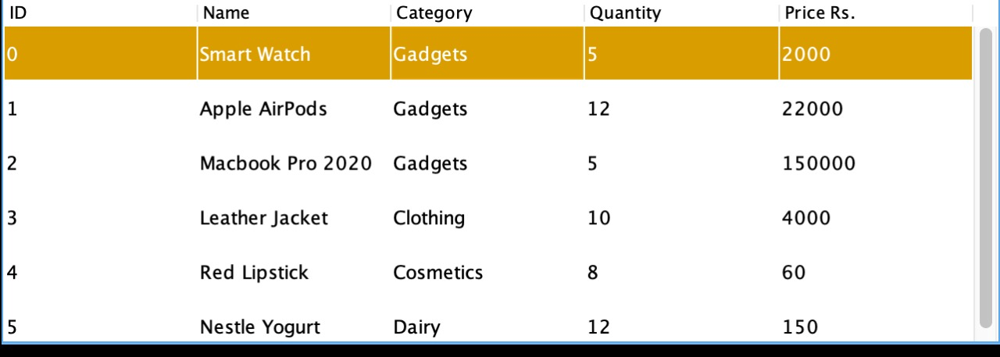 ID Name Category Quantity Price Rs.
0 Smart Watch Gadgets 5 2000
1 Apple AirPods Gadgets 12 22000
2 Macbook Pro 2020 Gadgets 5 150000
3 Leather Jacket Clothing 10 4000
4 Red Lipstick Cosmetics 8 60
5 Nestle Yogurt Dairy 12 150